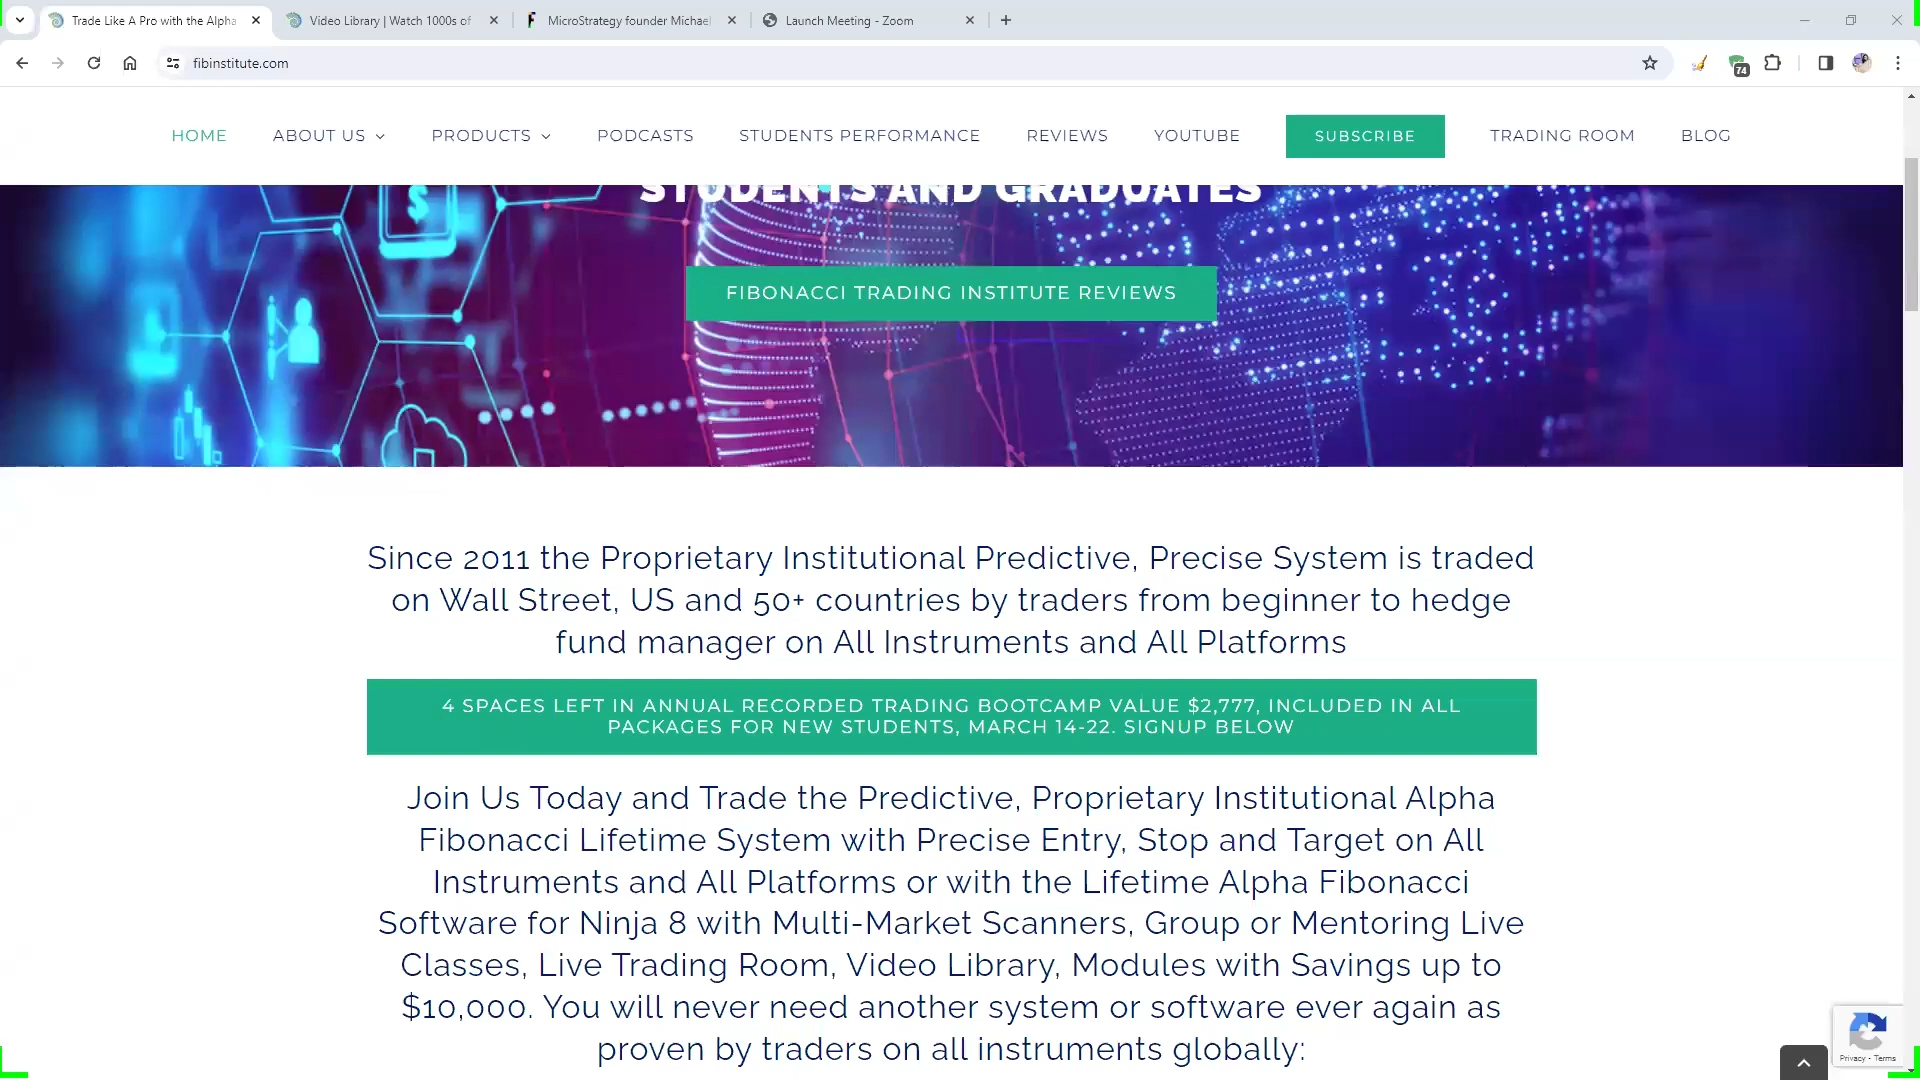 Trade Like A Pro with the Alpha
Video Library | Watch 1000s of
MicroStrategy founder Michael
Launch Meeting - Zoom
fibinstitute.com
74
HOME
ABOUT US
PRODUCTS
PODCASTS
STUDENTS PERFORMANCE
REVIEWS
YOUTUBE
SUBSCRIBE
TRADING ROOM
BLOG
STUDENTS AND GRADUATES
FIBONACCI TRADING INSTITUTE REVIEWS
Since 2011 the Proprietary Institutional Predictive, Precise System is traded
on Wall Street, US and 50+ countries by traders from beginner to hedge
fund manager on All Instruments and All Platforms
4 SPACES LEFT IN ANNUAL RECORDED TRADING BOOTCAMP VALUE $2,777, INCLUDED IN ALL
PACKAGES FOR NEW STUDENTS, MARCH 14-22. SIGNUP BELOW
Join Us Today and Trade the Predictive, Proprietary Institutional Alpha
Fibonacci Lifetime System with Precise Entry, Stop and Target on All
Instruments and All Platforms or with the Lifetime Alpha Fibonacci
Software for Ninja 8 with Multi-Market Scanners, Group or Mentoring Live
Classes, Live Trading Room, Video Library, Modules with Savings up to
$10,000. You will never need another system or software ever again as
proven by traders on all instruments globally:
Privacy - Terms